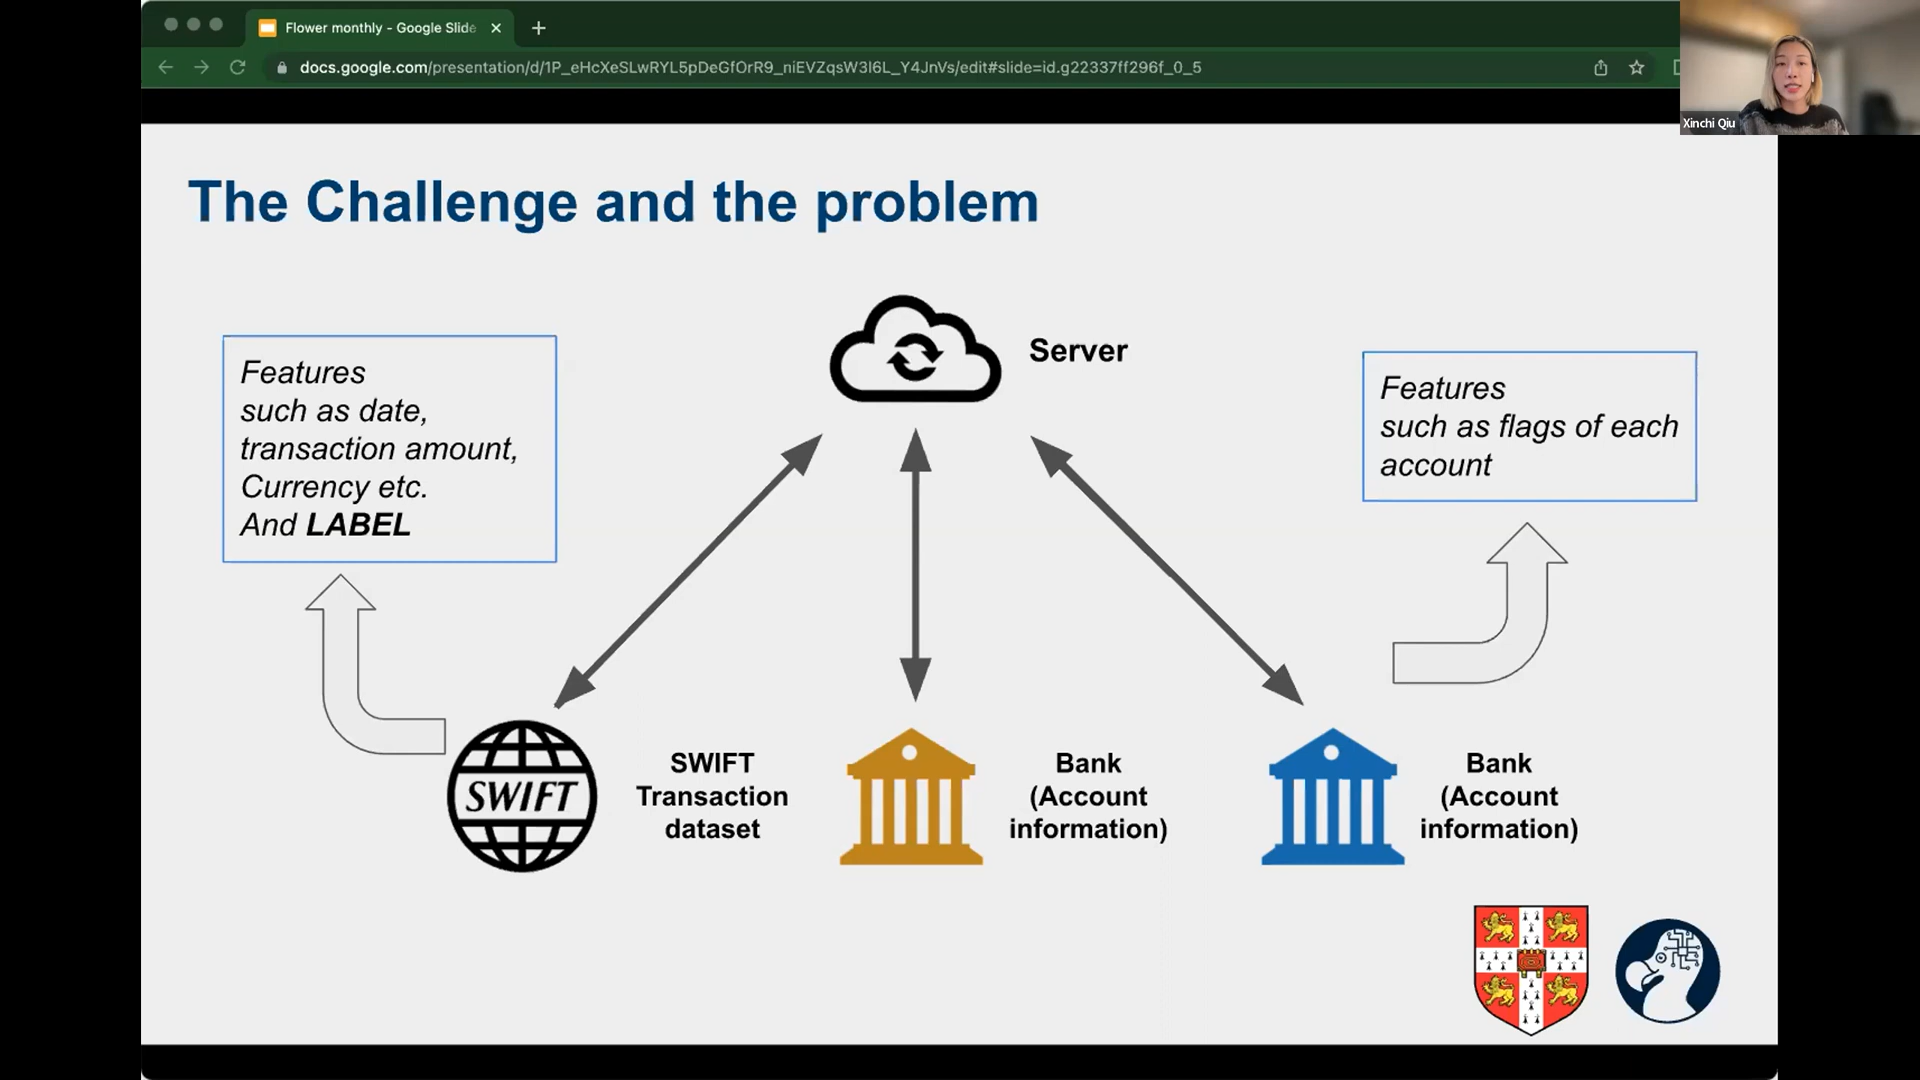 Flower monthly - Google Slide
docs.google.com/presentation/d/1P_eHcXeSLwRYL5pDeGfOrR9_niEVZqsW3l6L_Y4JnVs/edit#slide=id.g22337ff296f_0_5
Xinchi Qiu
The Challenge and the problem
Server
Features
such as date,
transaction amount,
Currency etc.
And LABEL
Features
such as flags of each
account
SWIFT
SWIFT
Transaction
dataset
Bank
(Account
information)
Bank
(Account
information)